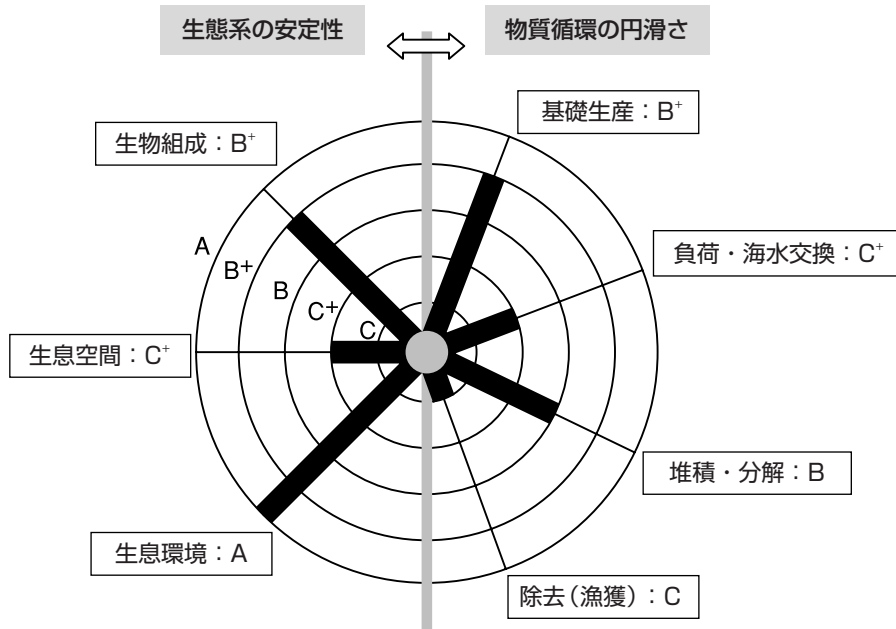 生態系の安定性
物質循環の円滑さ
基礎生産：B⁺
生物組成：B⁺
負荷・海水交換：C⁺
A
B+
B
C+
C
生息空間：C⁺
堆積・分解：B
生息環境：A
除去（漁獲）：C